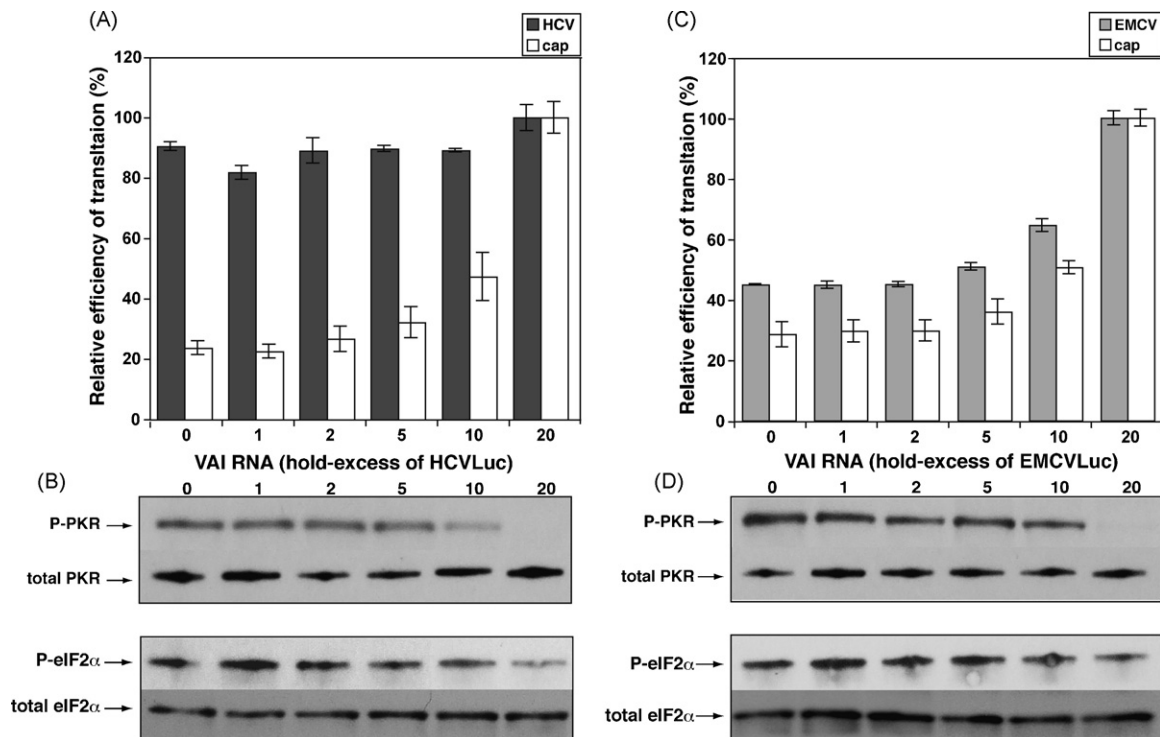 (A)
HCV
cap
Relative efficiency of transltaion (%)
120
100
80
60
40
20
0
0 1 2 5 10 20
VAI RNA (hold-excess of HCVLuc)
(B)
0 1 2 5 10 20
P-PKR
total PKR
P-eIF2α
total eIF2α
(C)
EMCV
cap
Relative efficiency of transltaion (%)
120
100
80
60
40
20
0
0 1 2 5 10 20
VAI RNA (hold-excess of EMCVLuc)
(D)
0 1 2 5 10 20
P-PKR
total PKR
P-eIF2α
total eIF2α